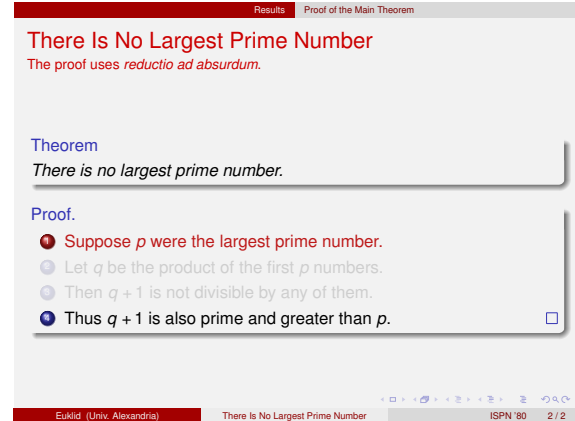 Results Proof of the Main Theorem
There Is No Largest Prime Number
The proof uses reductio ad absurdum.
Theorem
There is no largest prime number.
Proof.
1 Suppose p were the largest prime number.
2 Let q be the product of the first p numbers.
3 Then q + 1 is not divisible by any of them.
4 Thus q + 1 is also prime and greater than p.
Euklid (Univ. Alexandria) There Is No Largest Prime Number ISPN '80 2 / 2